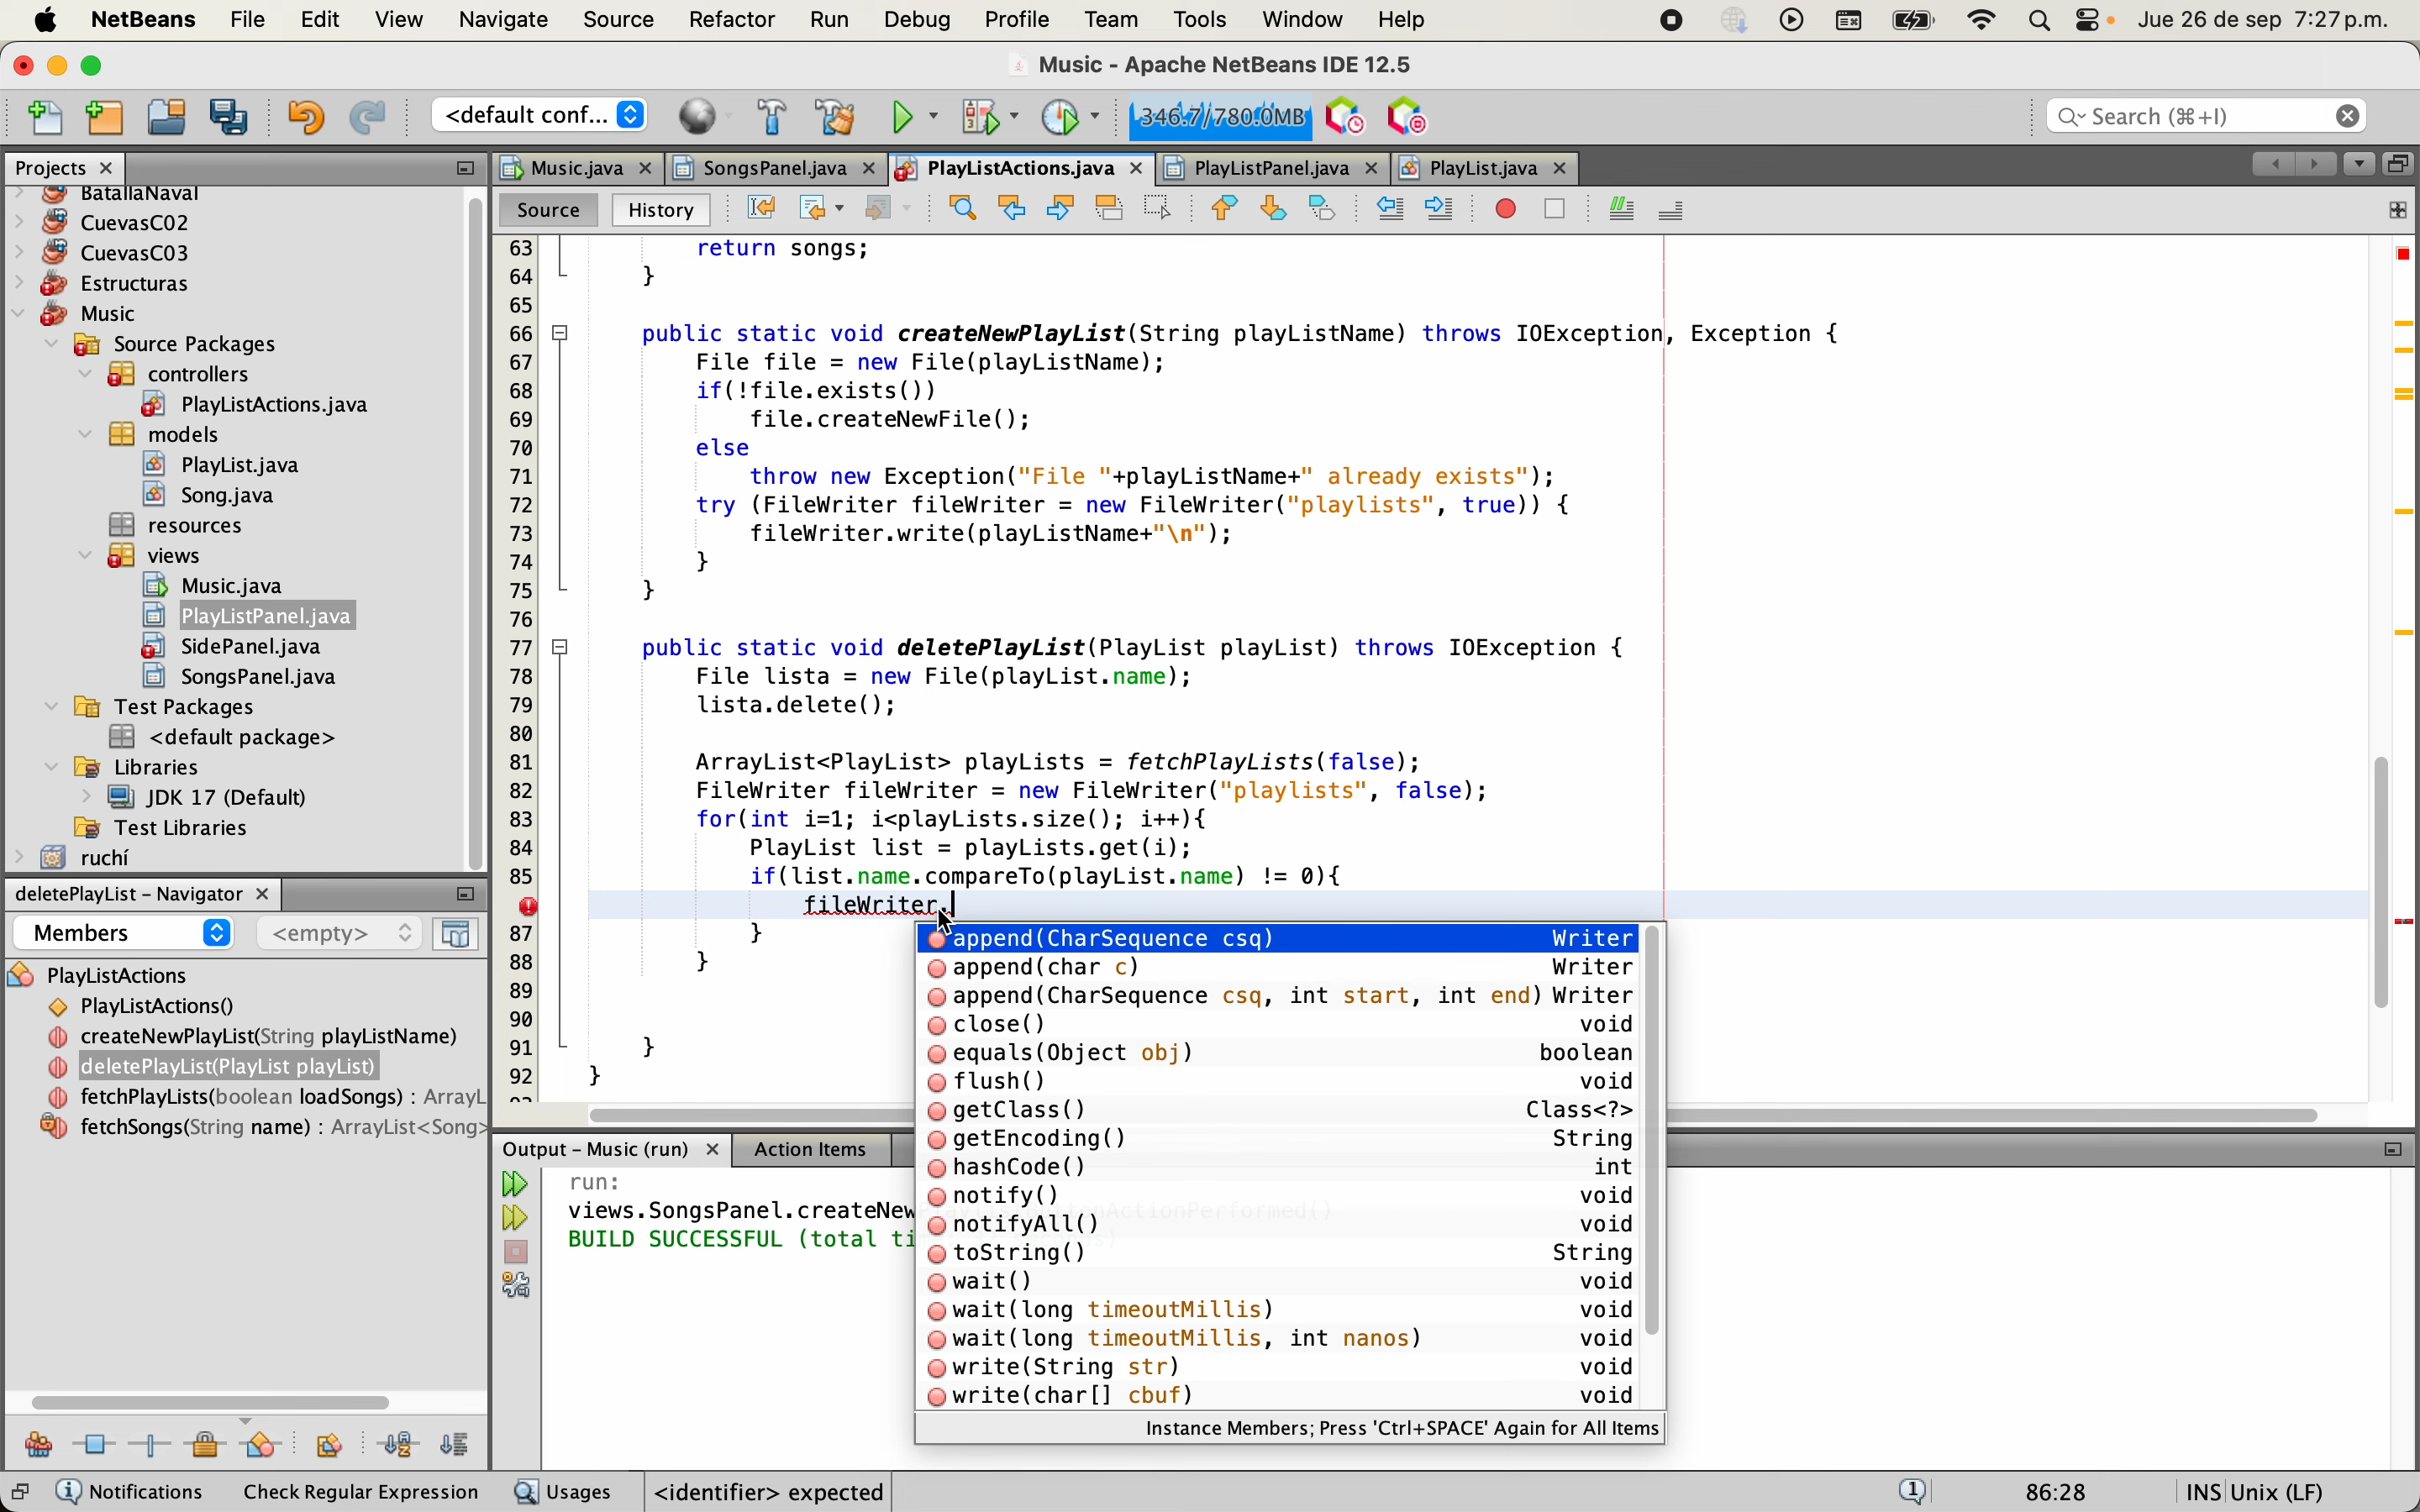 NetBeans File Edit View Navigate Source Refactor Run Debug Profile Team Tools Window Help Jue 26 de sep 7:27 p.m.
Music - Apache NetBeans IDE 12.5
<default conf... 346.7/780.0MB Search (⌘+I)
Projects
BatallaNaval
CuevasC02
CuevasC03
Estructuras
Music
Source Packages
controllers
PlayListActions.java
models
PlayList.java
Song.java
resources
views
Music.java
PlayListPanel.java
SidePanel.java
SongsPanel.java
Test Packages
<default package>
Libraries
JDK 17 (Default)
Test Libraries
ruchí
deletePlayList - Navigator
Members <empty>
PlayListActions
PlayListActions()
createNewPlayList(String playListName)
deletePlayList(PlayList playList)
fetchPlayLists(boolean loadSongs) : ArrayL
fetchSongs(String name) : ArrayList<Song>
Music.java SongsPanel.java PlayListActions.java PlayListPanel.java PlayList.java
Source History
63 return songs;
64 }
65
66 public static void createNewPlayList(String playListName) throws IOException, Exception {
67 File file = new File(playListName);
68 if(!file.exists())
69 file.createNewFile();
70 else
71 throw new Exception("File "+playListName+" already exists");
72 try (FileWriter fileWriter = new FileWriter("playlists", true)) {
73 fileWriter.write(playListName+"\n");
74 }
75 }
76
77 public static void deletePlayList(PlayList playList) throws IOException {
78 File lista = new File(playList.name);
79 lista.delete();
80
81 ArrayList<PlayList> playLists = fetchPlayLists(false);
82 FileWriter fileWriter = new FileWriter("playlists", false);
83 for(int i=1; i<playLists.size(); i++){
84 PlayList list = playLists.get(i);
85 if(list.name.compareTo(playList.name) != 0){
fileWriter.
87 }
88 }
89
90
91 }
92 }
append(CharSequence csq) Writer
append(char c) Writer
append(CharSequence csq, int start, int end) Writer
close() void
equals(Object obj) boolean
flush() void
getClass() Class<?>
getEncoding() String
hashCode() int
notify() void
notifyAll() void
toString() String
wait() void
wait(long timeoutMillis) void
wait(long timeoutMillis, int nanos) void
write(String str) void
write(char[] cbuf) void
Instance Members; Press 'Ctrl+SPACE' Again for All Items
Output - Music (run) Action Items
run:
views.SongsPanel.createNewPlayListButtonActionPerformed()
BUILD SUCCESSFUL (total ti
Notifications Check Regular Expression Usages <identifier> expected 1 86:28 INS Unix (LF)